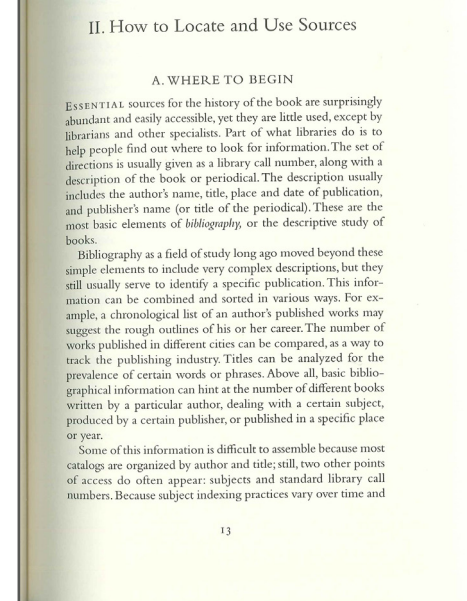 II. How to Locate and Use Sources
A. WHERE TO BEGIN
ESSENTIAL sources for the history of the book are surprisingly
abundant and easily accessible, yet they are little used, except by
librarians and other specialists. Part of what libraries do is to
help people find out where to look for information. The set of
directions is usually given as a library call number, along with a
description of the book or periodical. The description usually
includes the author's name, title, place and date of publication,
and publisher's name (or title of the periodical). These are the
most basic elements of bibliography, or the descriptive study of
books.
Bibliography as a field of study long ago moved beyond these
simple elements to include very complex descriptions, but they
still usually serve to identify a specific publication. This infor-
mation can be combined and sorted in various ways. For ex-
ample, a chronological list of an author's published works may
suggest the rough outlines of his or her career. The number of
works published in different cities can be compared, as a way to
track the publishing industry. Titles can be analyzed for the
prevalence of certain words or phrases. Above all, basic biblio-
graphical information can hint at the number of different books
written by a particular author, dealing with a certain subject,
produced by a certain publisher, or published in a specific place
or year.
Some of this information is difficult to assemble because most
catalogs are organized by author and title; still, two other points
of access do often appear: subjects and standard library call
numbers. Because subject indexing practices vary over time and
13